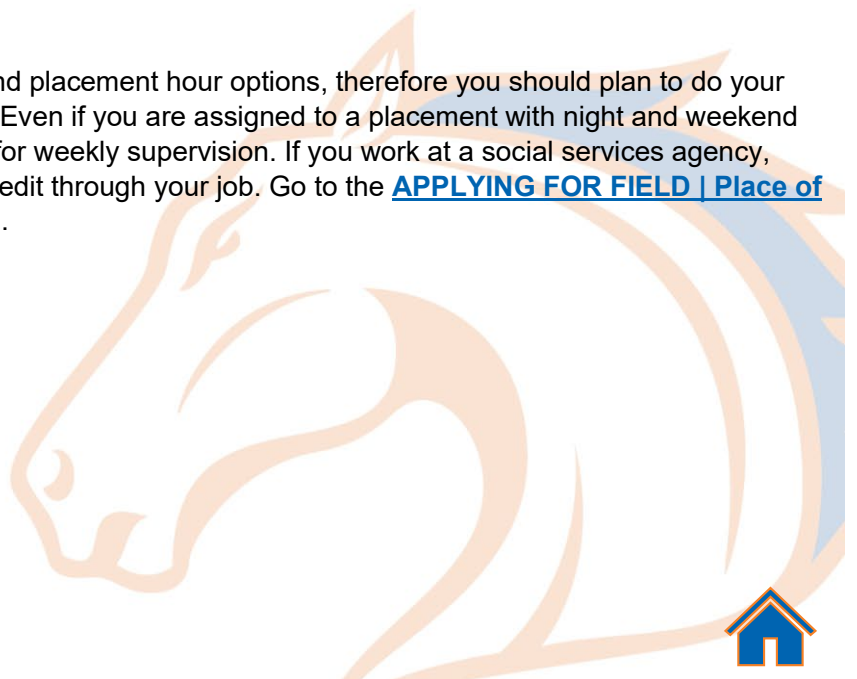 nd placement hour options, therefore you should plan to do your
Even if you are assigned to a placement with night and weekend
for weekly supervision. If you work at a social services agency,
edit through your job. Go to the APPLYING FOR FIELD | Place of
.